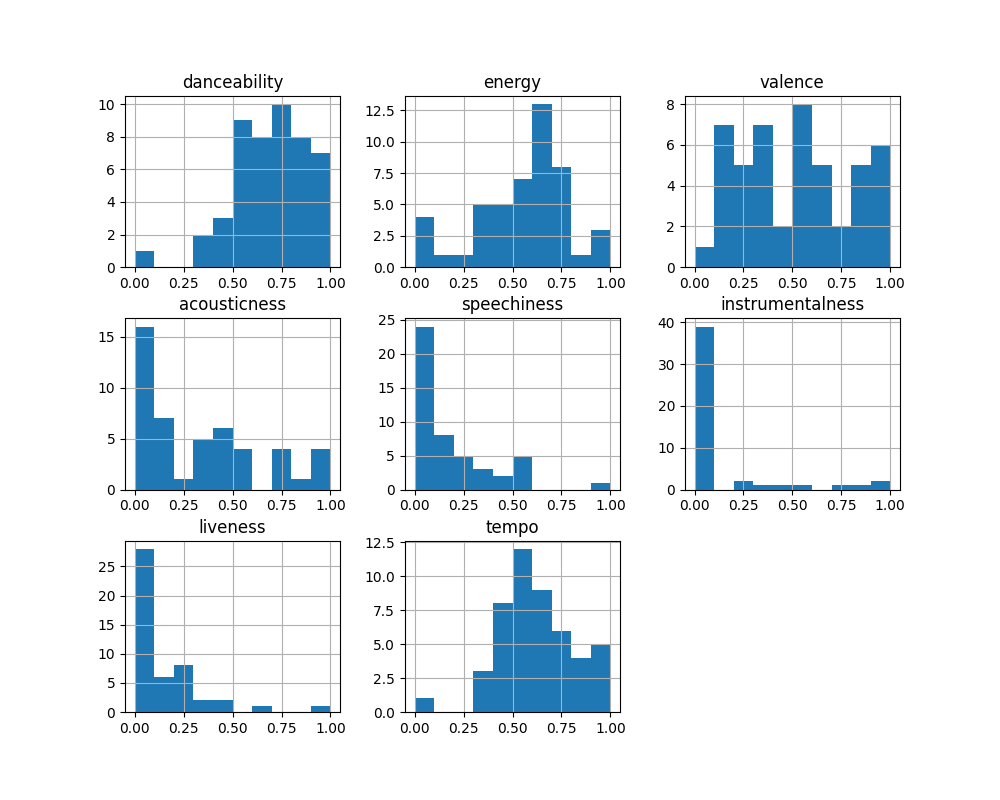 danceability energy valence
10 12.5 8
8 10.0 6
6 7.5 4
4 5.0 2
2 2.5 0
0 0.0
0.00 0.25 0.50 0.75 1.00 0.00 0.25 0.50 0.75 1.00 0.00 0.25 0.50 0.75 1.00
acousticness speechiness instrumentalness
15 25 40
10 20 30
5 15 20
0 10 10
5 0
0
0.00 0.25 0.50 0.75 1.00 0.00 0.25 0.50 0.75 1.00 0.00 0.25 0.50 0.75 1.00
liveness tempo
25 12.5
20 10.0
15 7.5
10 5.0
5 2.5
0 0.0
0.00 0.25 0.50 0.75 1.00 0.00 0.25 0.50 0.75 1.00